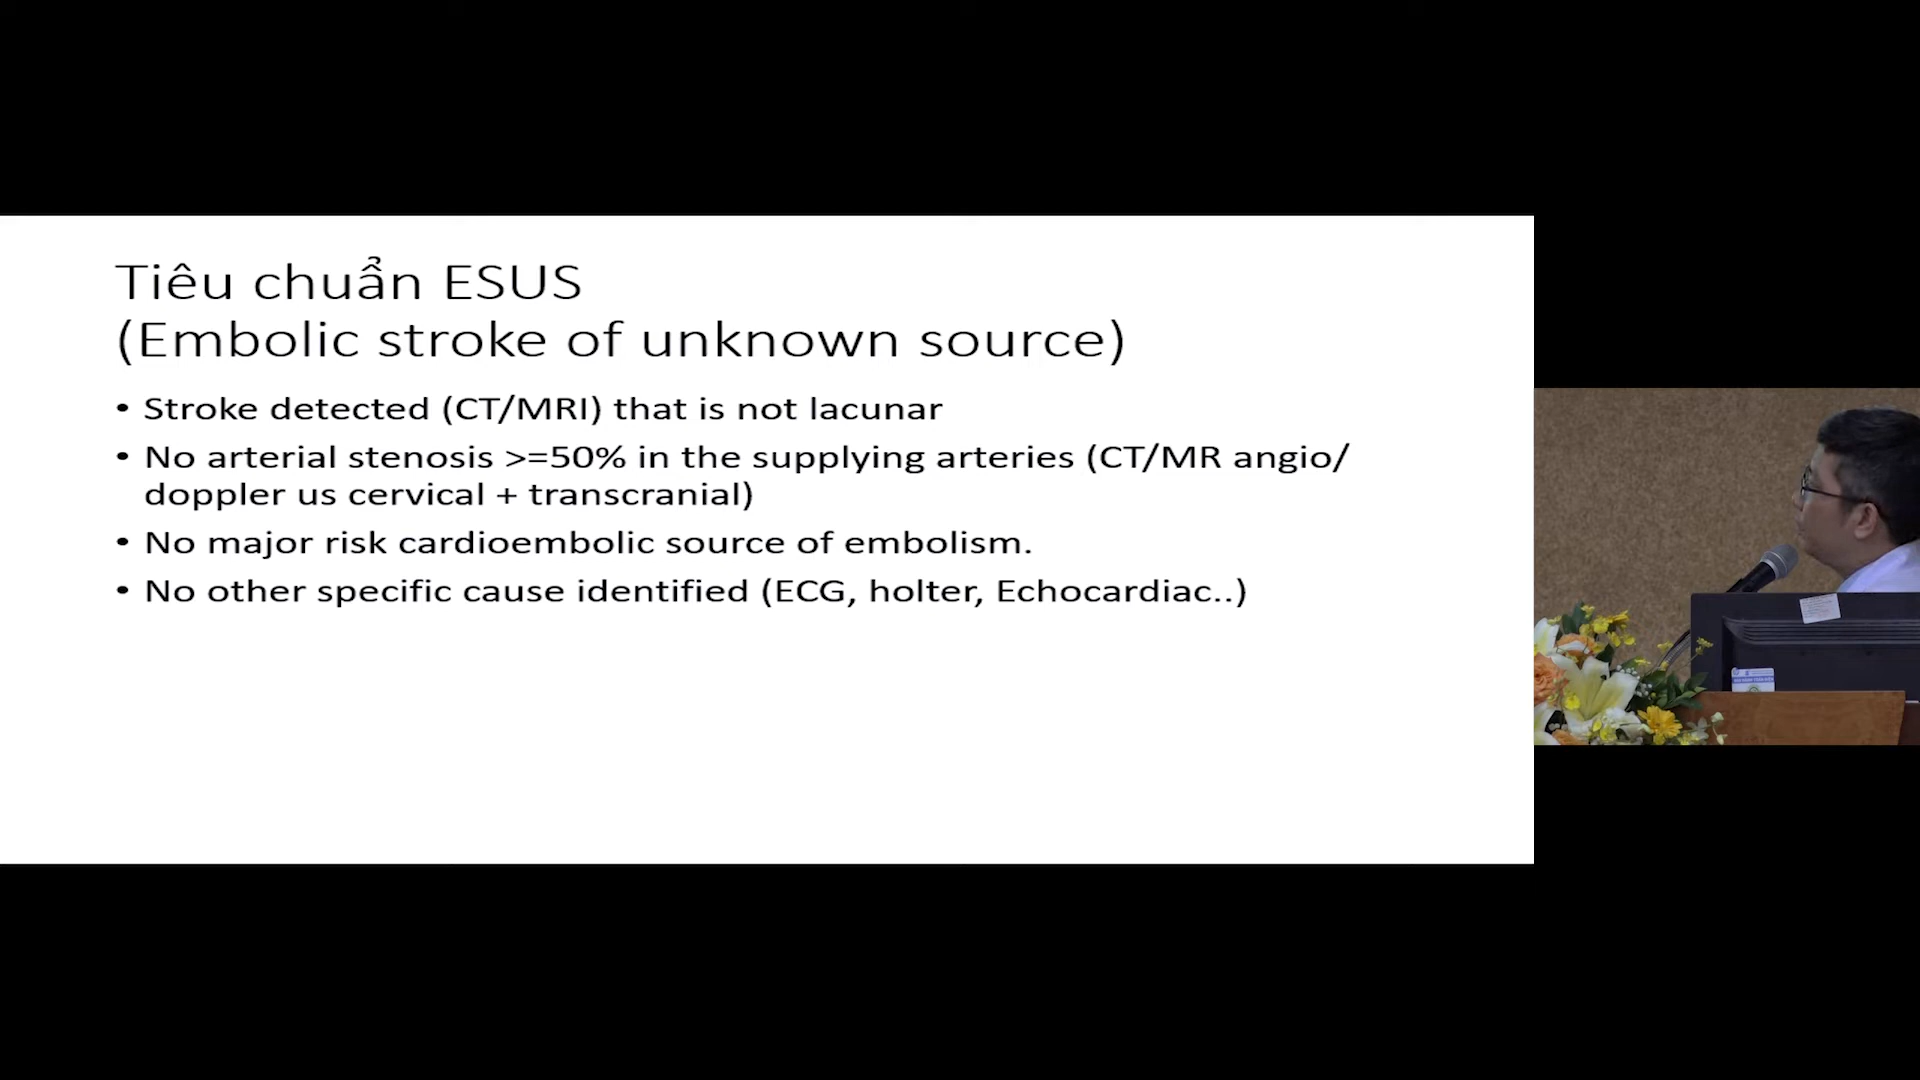 Tiêu chuẩn ESUS
(Embolic stroke of unknown source)
• Stroke detected (CT/MRI) that is not lacunar
• No arterial stenosis >=50% in the supplying arteries (CT/MR angio/
doppler us cervical + transcranial)
• No major risk cardioembolic source of embolism.
• No other specific cause identified (ECG, holter, Echocardiac..)